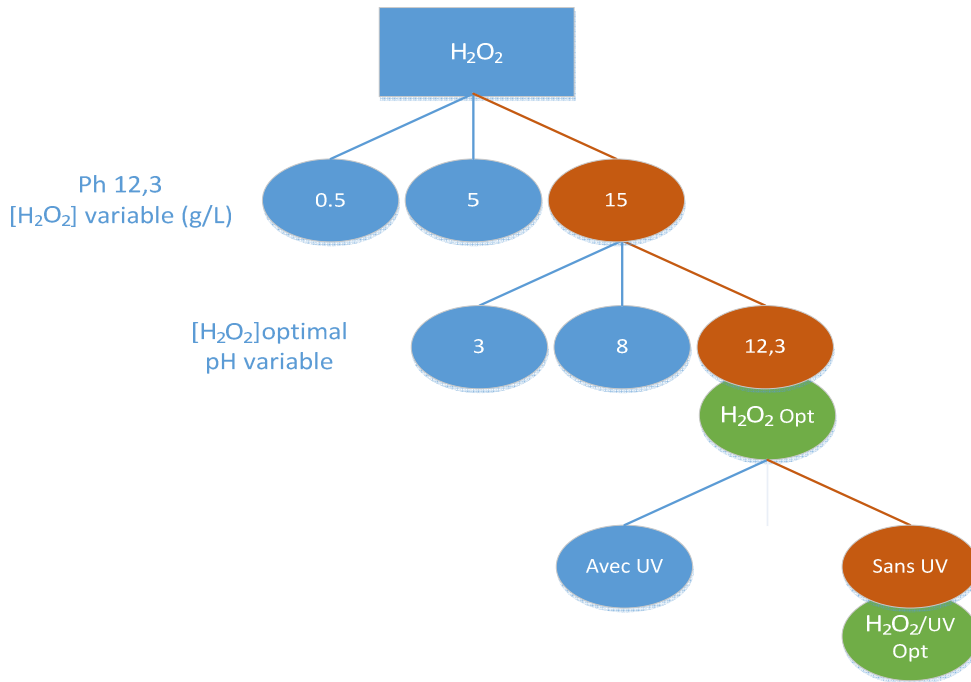 H₂O₂
Ph 12,3
[H₂O₂] variable (g/L)
0.5
5
15
[H₂O₂]optimal
pH variable
3
8
12,3
H₂O₂ Opt
Avec UV
Sans UV
H₂O₂/UV
Opt